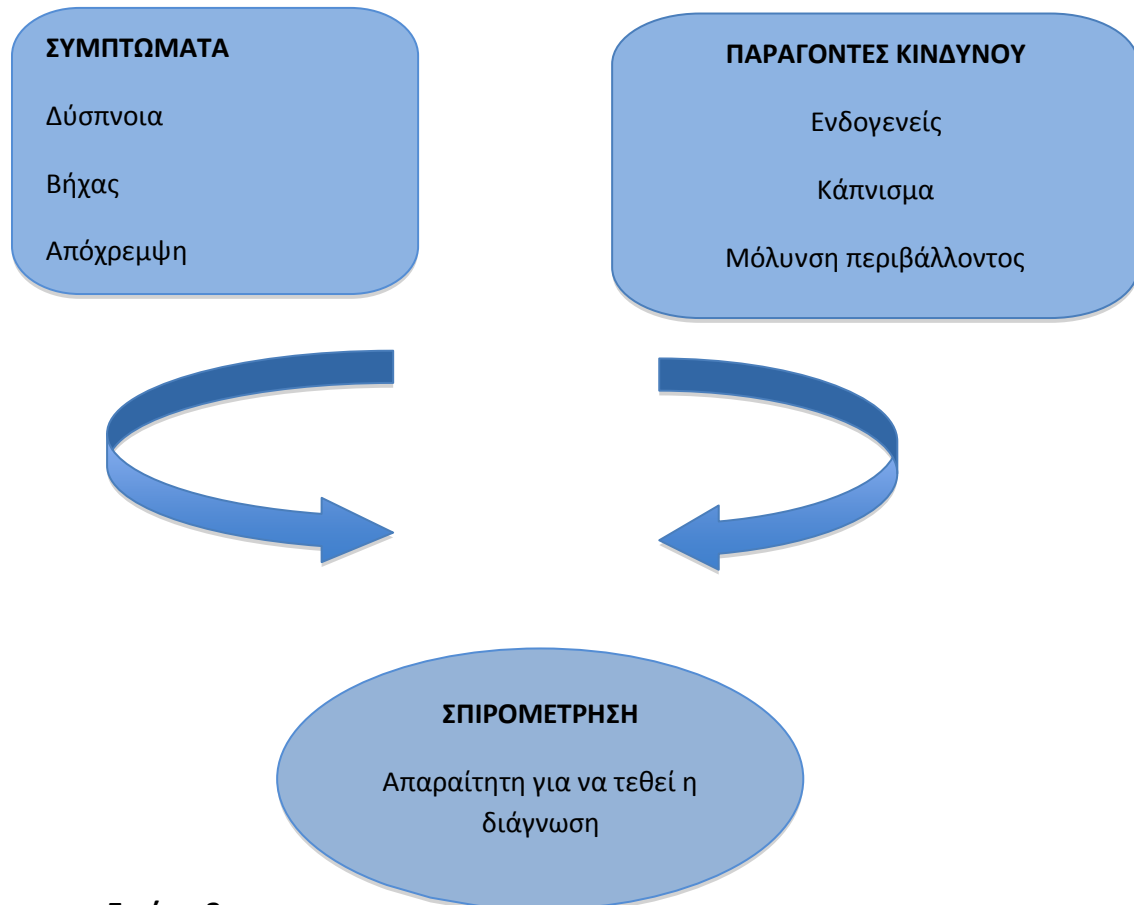 ΣΥΜΠΤΩΜΑΤΑ
Δύσπνοια
Βήχας
Απόχρεμψη
ΠΑΡΑΓΟΝΤΕΣ ΚΙΝΔΥΝΟΥ
Ενδογενείς
Κάπνισμα
Μόλυνση περιβάλλοντος
ΣΠΙΡΟΜΕΤΡΗΣΗ
Απαραίτητη για να τεθεί η
διάγνωση